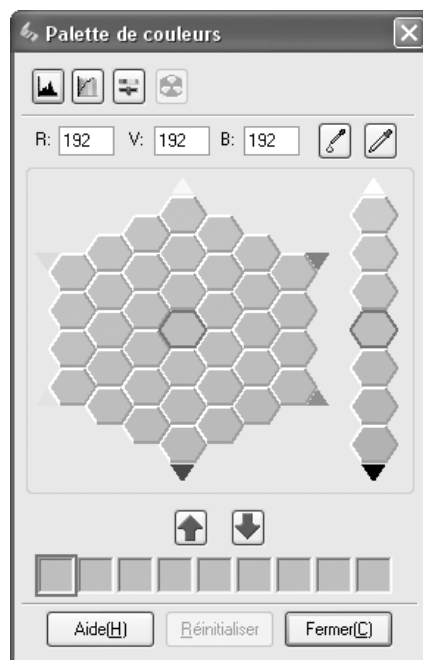 Palette de couleurs
R: 192 V: 192 B: 192
Aide(H) Réinitialiser Fermer(C)